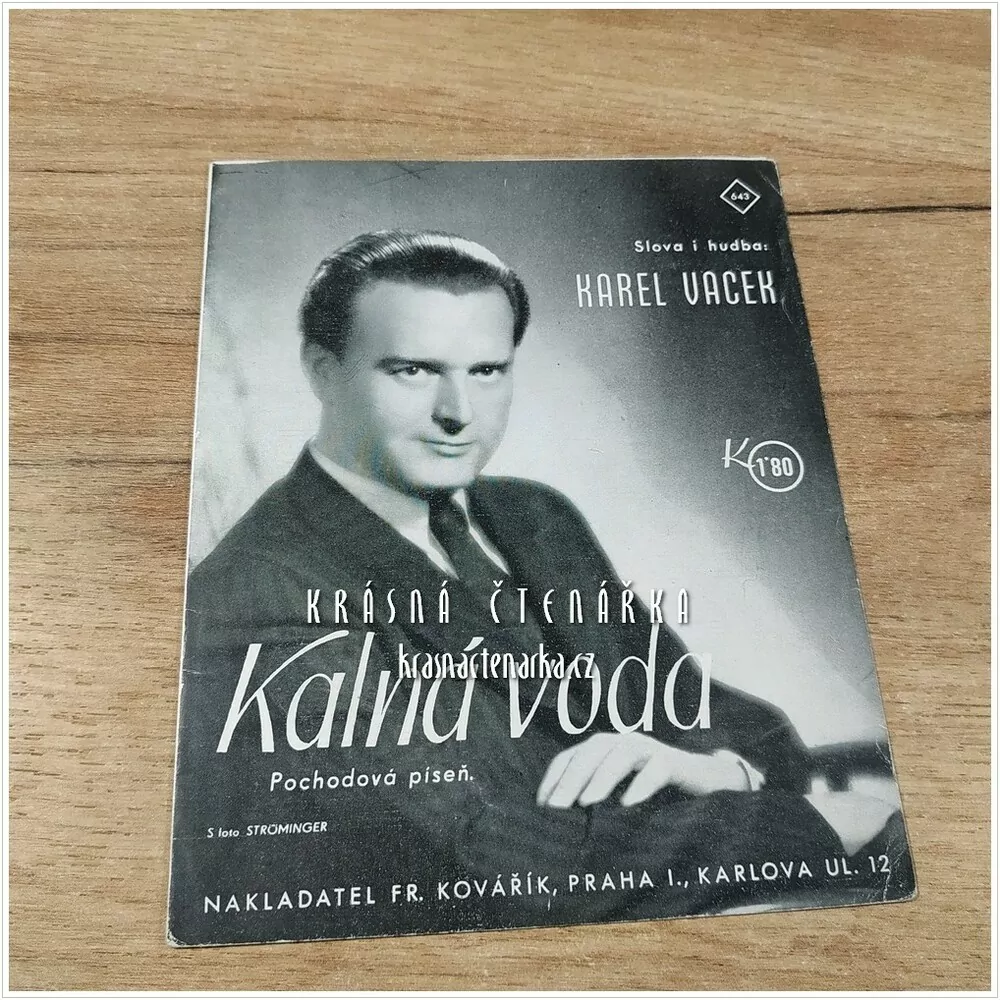 643
Slova i hudba:
KAREL VACEK
K 1·80
KRÁSNÁ ČTENÁŘKA
krasnactenarka.cz
Kalná voda
Pochodová píseň.
S foto STRÖMINGER
NAKLADATEL FR. KOVÁŘÍK, PRAHA I., KARLOVA UL. 12